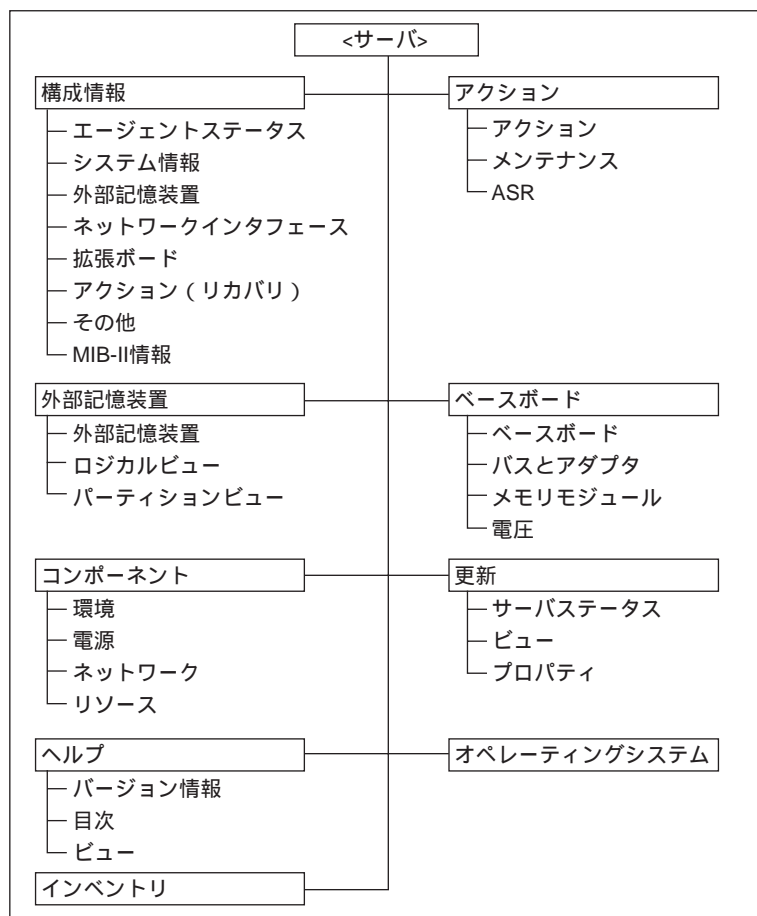 <サーバ>
構成情報
エージェントステータス
システム情報
外部記憶装置
ネットワークインタフェース
拡張ボード
アクション（リカバリ）
その他
MIB-II情報
アクション
アクション
メンテナンス
ASR
外部記憶装置
外部記憶装置
ロジカルビュー
パーティションビュー
ベースボード
ベースボード
バスとアダプタ
メモリモジュール
電圧
コンポーネント
環境
電源
ネットワーク
リソース
更新
サーバステータス
ビュー
プロパティ
ヘルプ
バージョン情報
目次
ビュー
オペレーティングシステム
インベントリ